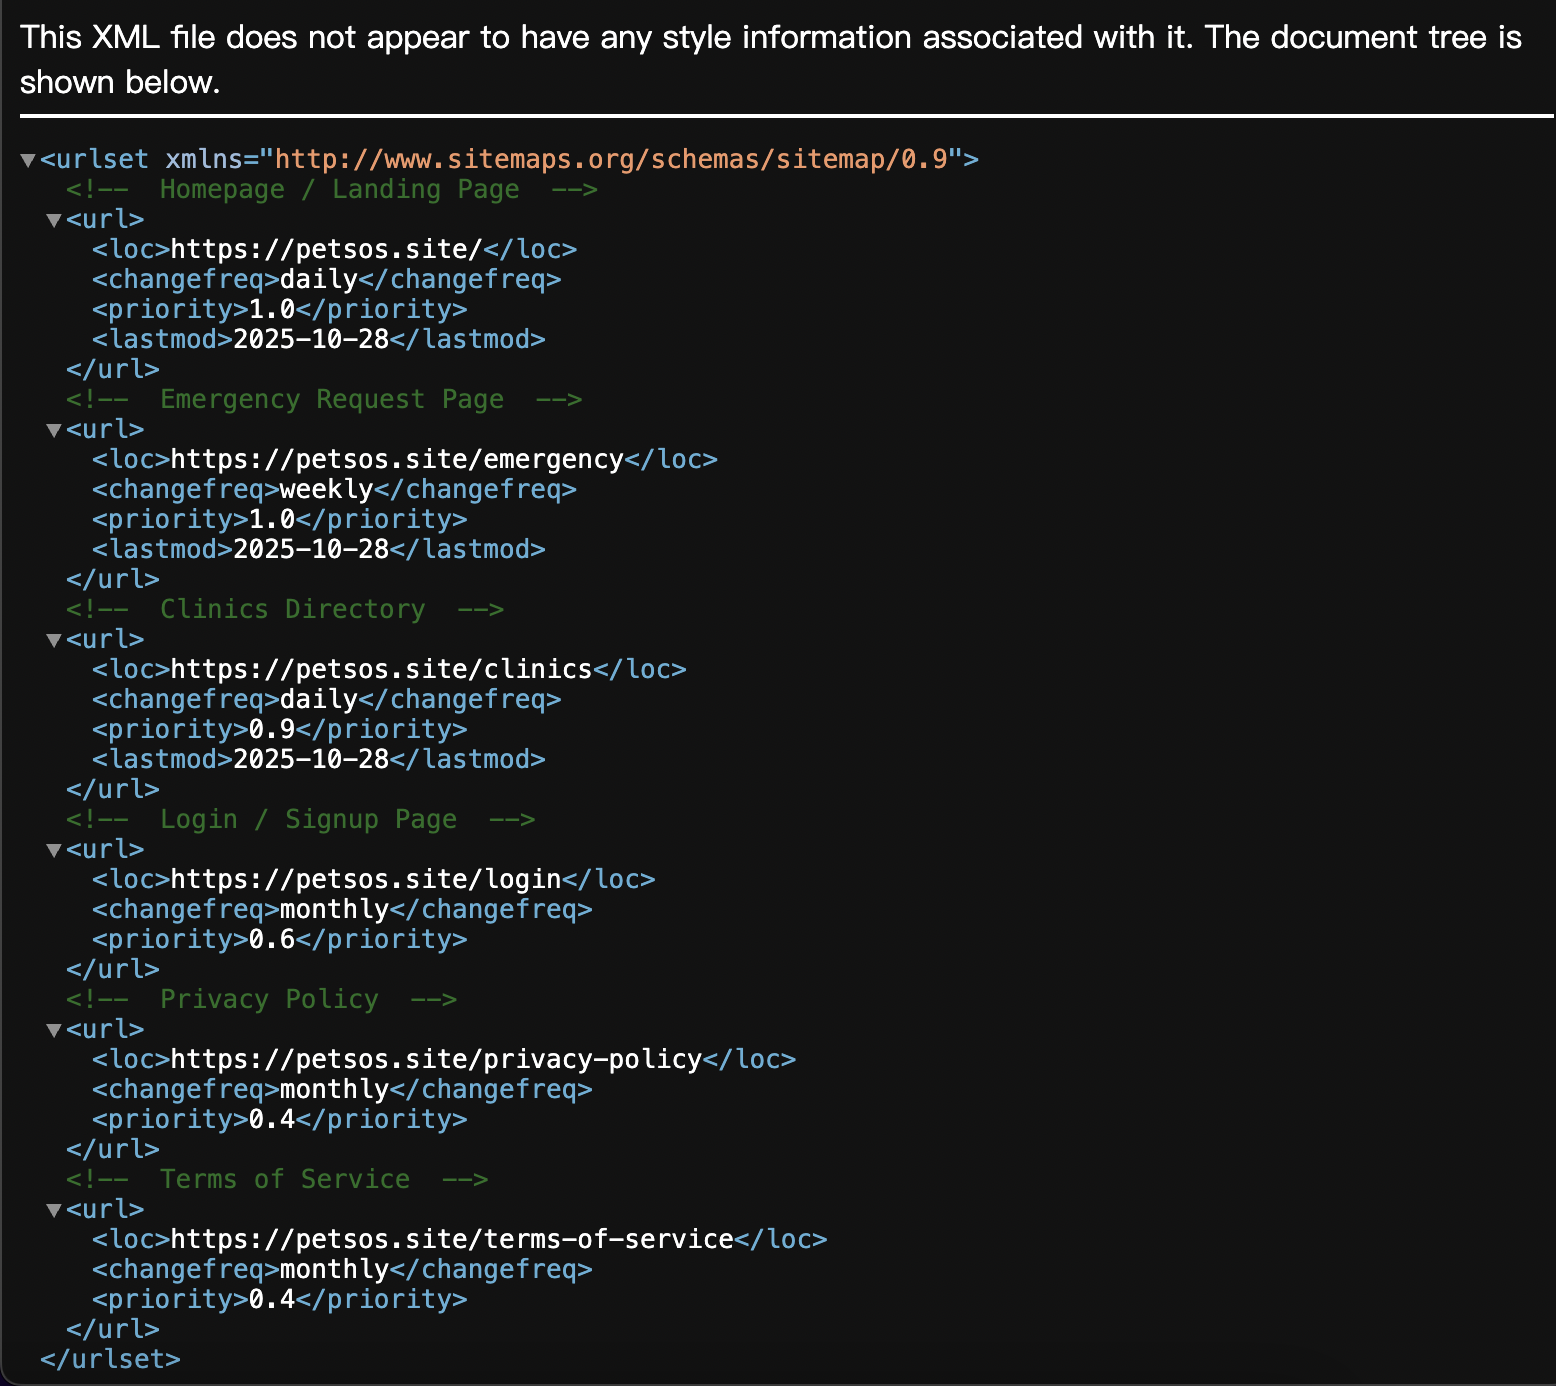 This XML file does not appear to have any style information associated with it. The document tree is
shown below.
▼<urlset xmlns="http://www.sitemaps.org/schemas/sitemap/0.9">
<!-- Homepage / Landing Page -->
▼<url>
<loc>https://petsos.site/</loc>
<changefreq>daily</changefreq>
<priority>1.0</priority>
<lastmod>2025-10-28</lastmod>
</url>
<!-- Emergency Request Page -->
▼<url>
<loc>https://petsos.site/emergency</loc>
<changefreq>weekly</changefreq>
<priority>1.0</priority>
<lastmod>2025-10-28</lastmod>
</url>
<!-- Clinics Directory -->
▼<url>
<loc>https://petsos.site/clinics</loc>
<changefreq>daily</changefreq>
<priority>0.9</priority>
<lastmod>2025-10-28</lastmod>
</url>
<!-- Login / Signup Page -->
▼<url>
<loc>https://petsos.site/login</loc>
<changefreq>monthly</changefreq>
<priority>0.6</priority>
</url>
<!-- Privacy Policy -->
▼<url>
<loc>https://petsos.site/privacy-policy</loc>
<changefreq>monthly</changefreq>
<priority>0.4</priority>
</url>
<!-- Terms of Service -->
▼<url>
<loc>https://petsos.site/terms-of-service</loc>
<changefreq>monthly</changefreq>
<priority>0.4</priority>
</url>
</urlset>